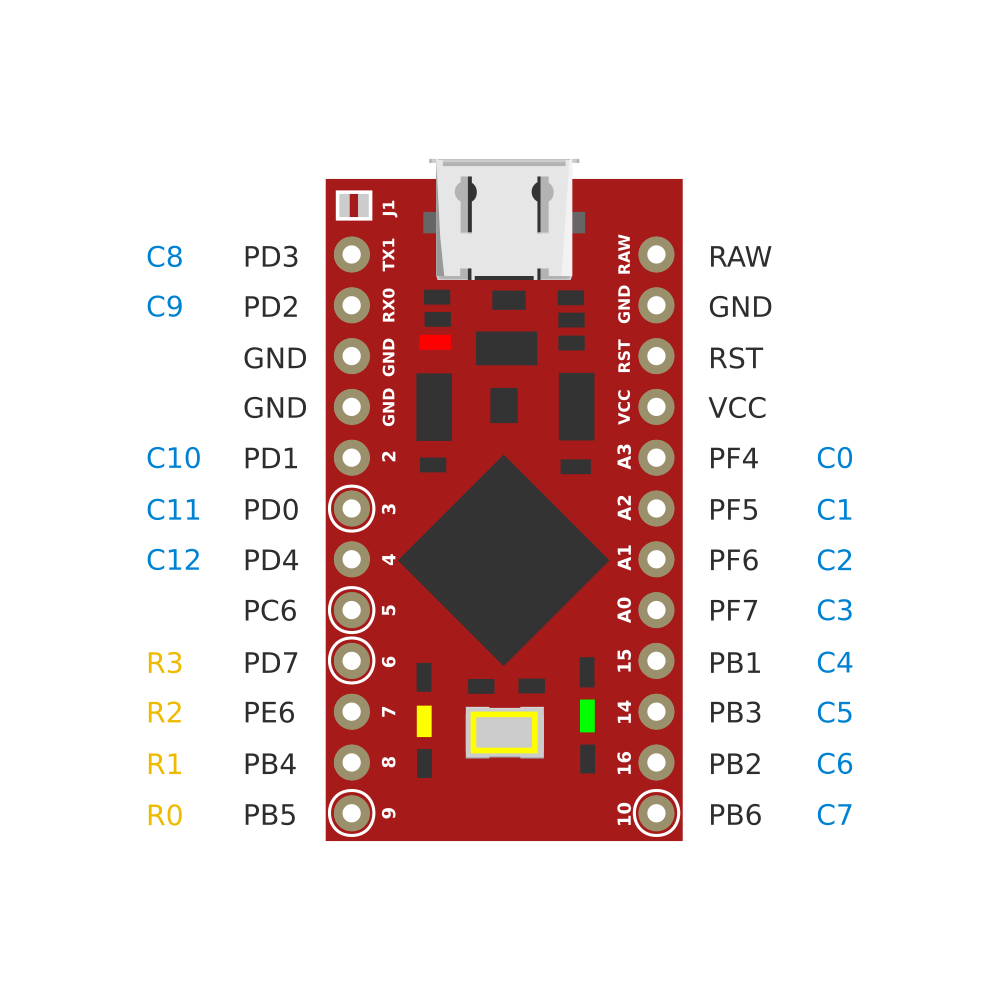 J1
C8 PD3 TX1 RAW RAW
C9 PD2 RX0 GND GND
GND GND RST RST
GND GND VCC VCC
C10 PD1 2 A3 PF4 C0
C11 PD0 3 A2 PF5 C1
C12 PD4 4 A1 PF6 C2
PC6 5 A0 PF7 C3
R3 PD7 6 15 PB1 C4
R2 PE6 7 14 PB3 C5
R1 PB4 8 16 PB2 C6
R0 PB5 9 10 PB6 C7